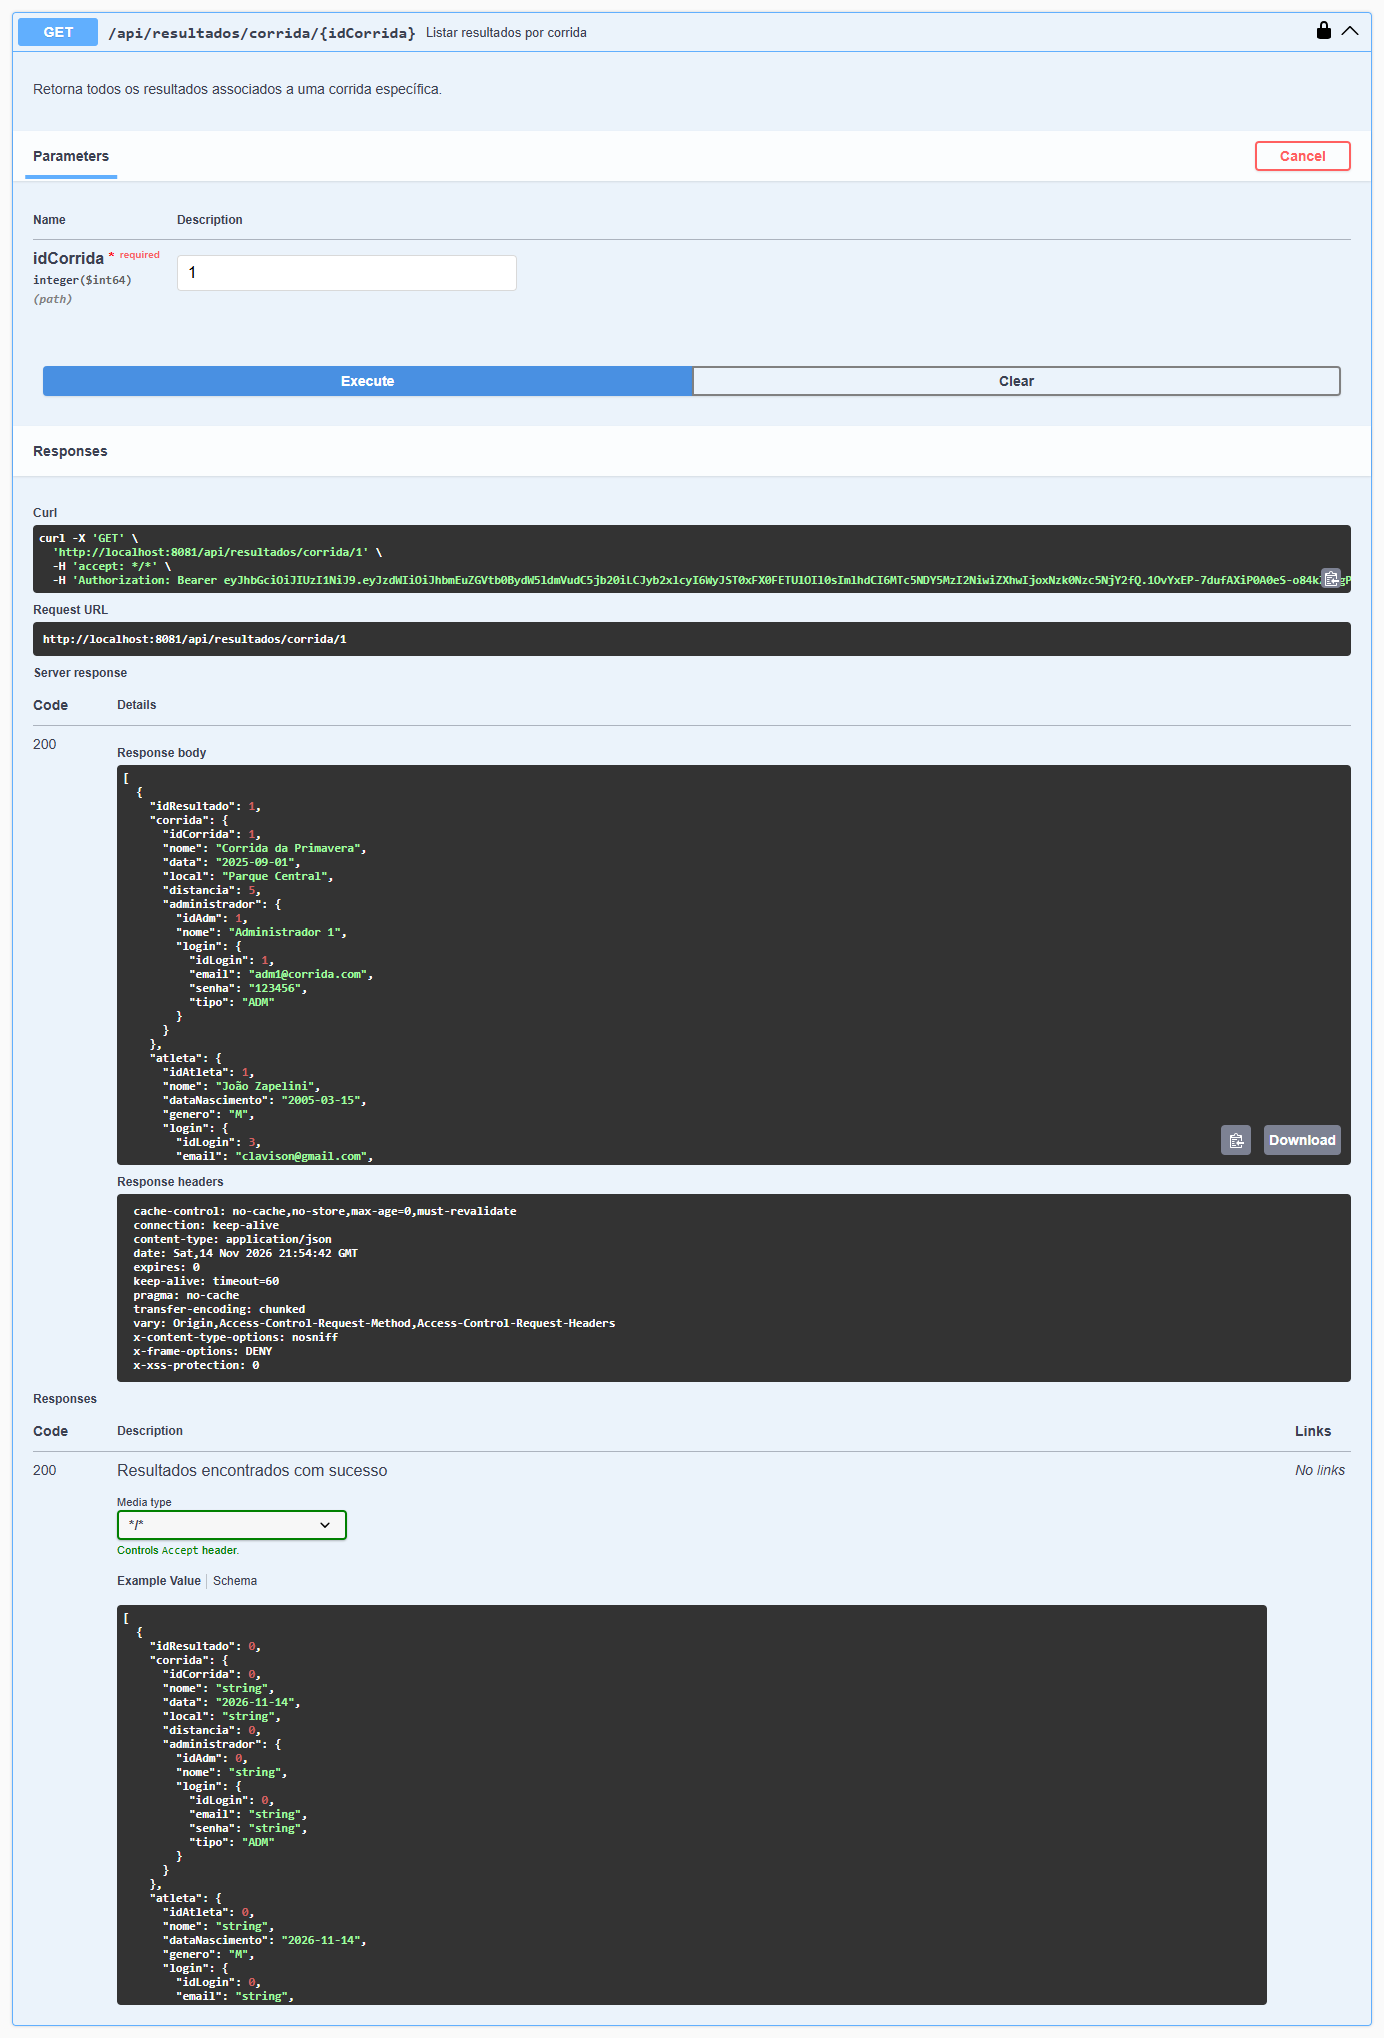 GET /api/resultados/corrida/{idCorrida} Listar resultados por corrida
Retorna todos os resultados associados a uma corrida específica.
Parameters
Cancel
Name Description
idCorrida * required
integer($int64)
(path)
1
Execute
Clear
Responses
Curl
curl -X 'GET' \
'http://localhost:8081/api/resultados/corrida/1' \
-H 'accept: */*' \
-H 'Authorization: Bearer
Request URL
http://localhost:8081/api/resultados/corrida/1
Server response
Code Details
200
Response body
[
{
"idResultado": 1,
"corrida": {
"idCorrida": 1,
"nome": "Corrida da Primavera",
"data": "2025-09-01",
"local": "Parque Central",
"distancia": 5,
"administrador": {
"idAdm": 1,
"nome": "Administrador 1",
"login": {
"idLogin": 1,
"email": "adm1@corrida.com",
"senha": "123456",
"tipo": "ADM"
}
}
},
"atleta": {
"idAtleta": 1,
"nome": "João Zapelini",
"dataNascimento": "2005-03-15",
"genero": "M",
"login": {
"idLogin": 3,
"email": "clavison@gmail.com",
Download
Response headers
cache-control: no-cache,no-store,max-age=0,must-revalidate
connection: keep-alive
content-type: application/json
date: Sat,14 Nov 2026 21:54:42 GMT
expires: 0
keep-alive: timeout=60
pragma: no-cache
transfer-encoding: chunked
vary: Origin,Access-Control-Request-Method,Access-Control-Request-Headers
x-content-type-options: nosniff
x-frame-options: DENY
x-xss-protection: 0
Responses
Code Description Links
200 Resultados encontrados com sucesso No links
Media type
*/*
Controls Accept header.
Example Value Schema
[
{
"idResultado": 0,
"corrida": {
"idCorrida": 0,
"nome": "string",
"data": "2026-11-14",
"local": "string",
"distancia": 0,
"administrador": {
"idAdm": 0,
"nome": "string",
"login": {
"idLogin": 0,
"email": "string",
"senha": "string",
"tipo": "ADM"
}
}
},
"atleta": {
"idAtleta": 0,
"nome": "string",
"dataNascimento": "2026-11-14",
"genero": "M",
"login": {
"idLogin": 0,
"email": "string",